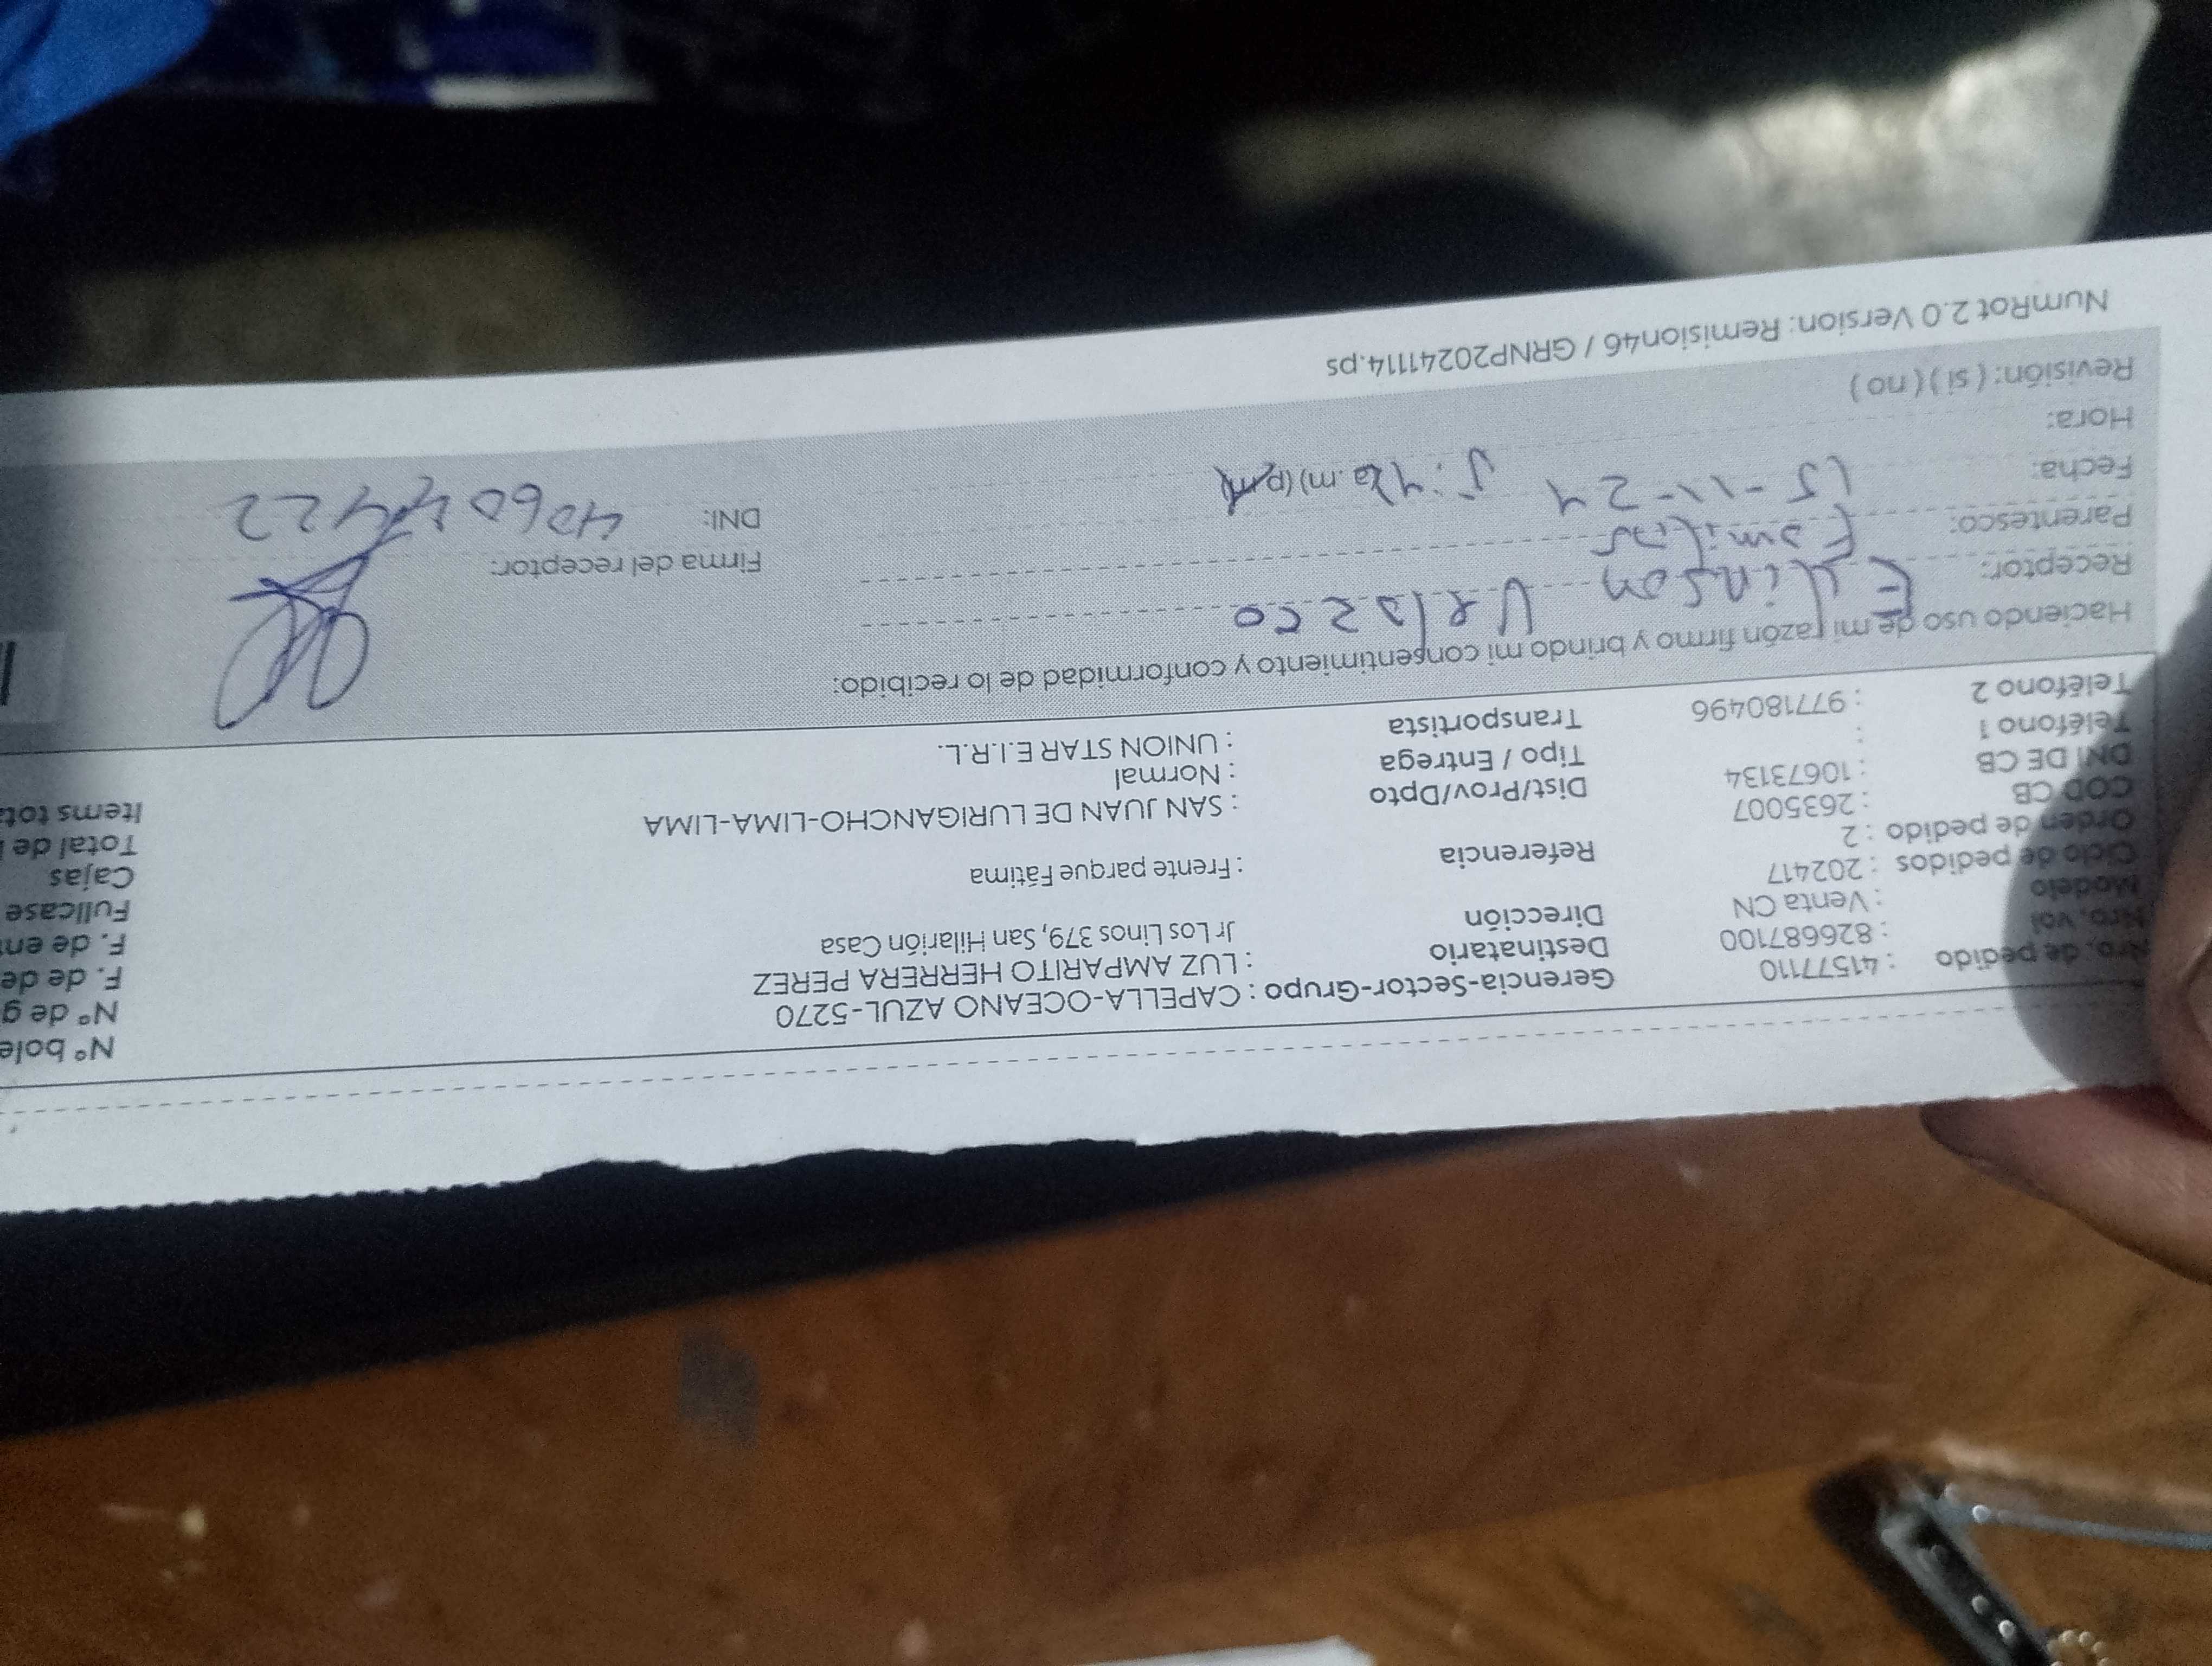 Nº bole
Nro. de pedido : 41577110 Gerencia-Sector-Grupo : CAPELLA-OCEANO AZUL-5270 Nº de g
Nro. vol : 826687100 Destinatario : LUZ AMPARITO HERRERA PEREZ F. de de
Modelo : Venta CN Dirección Jr Los Linos 379, San Hilarión Casa F. de en
Ciclo de pedidos : 202417 Fullcase
Orden de pedido : 2 Referencia : Frente parque Fátima Cajas
COD CB : 2635007 Total de
DNI DE CB : 10673134 Dist/Prov/Dpto : SAN JUAN DE LURIGANCHO-LIMA-LIMA Items tota
Teléfono 1 : Tipo / Entrega : Normal
Teléfono 2 : 977180496 Transportista : UNION STAR E.I.R.L.
Haciendo uso de mi razón firmo y brindo mi consentimiento y conformidad de lo recibido:
Receptor: Velazco
Parentesco: Firma del receptor:
Fecha: 15-11-24 (a.m) DNI:
Hora:
Revisión: ( si ) ( no )
NumRot 2.0 Version: Remision46 / GRNP20241114.ps